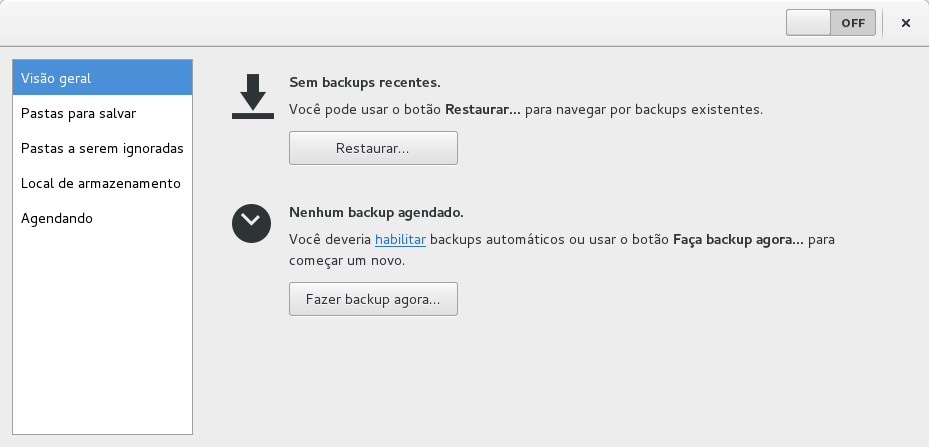 OFF
Visão geral
Pastas para salvar
Pastas a serem ignoradas
Local de armazenamento
Agendando
Sem backups recentes.
Você pode usar o botão Restaurar... para navegar por backups existentes.
Restaurar...
Nenhum backup agendado.
Você deveria habilitar backups automáticos ou usar o botão Faça backup agora... para
começar um novo.
Fazer backup agora...